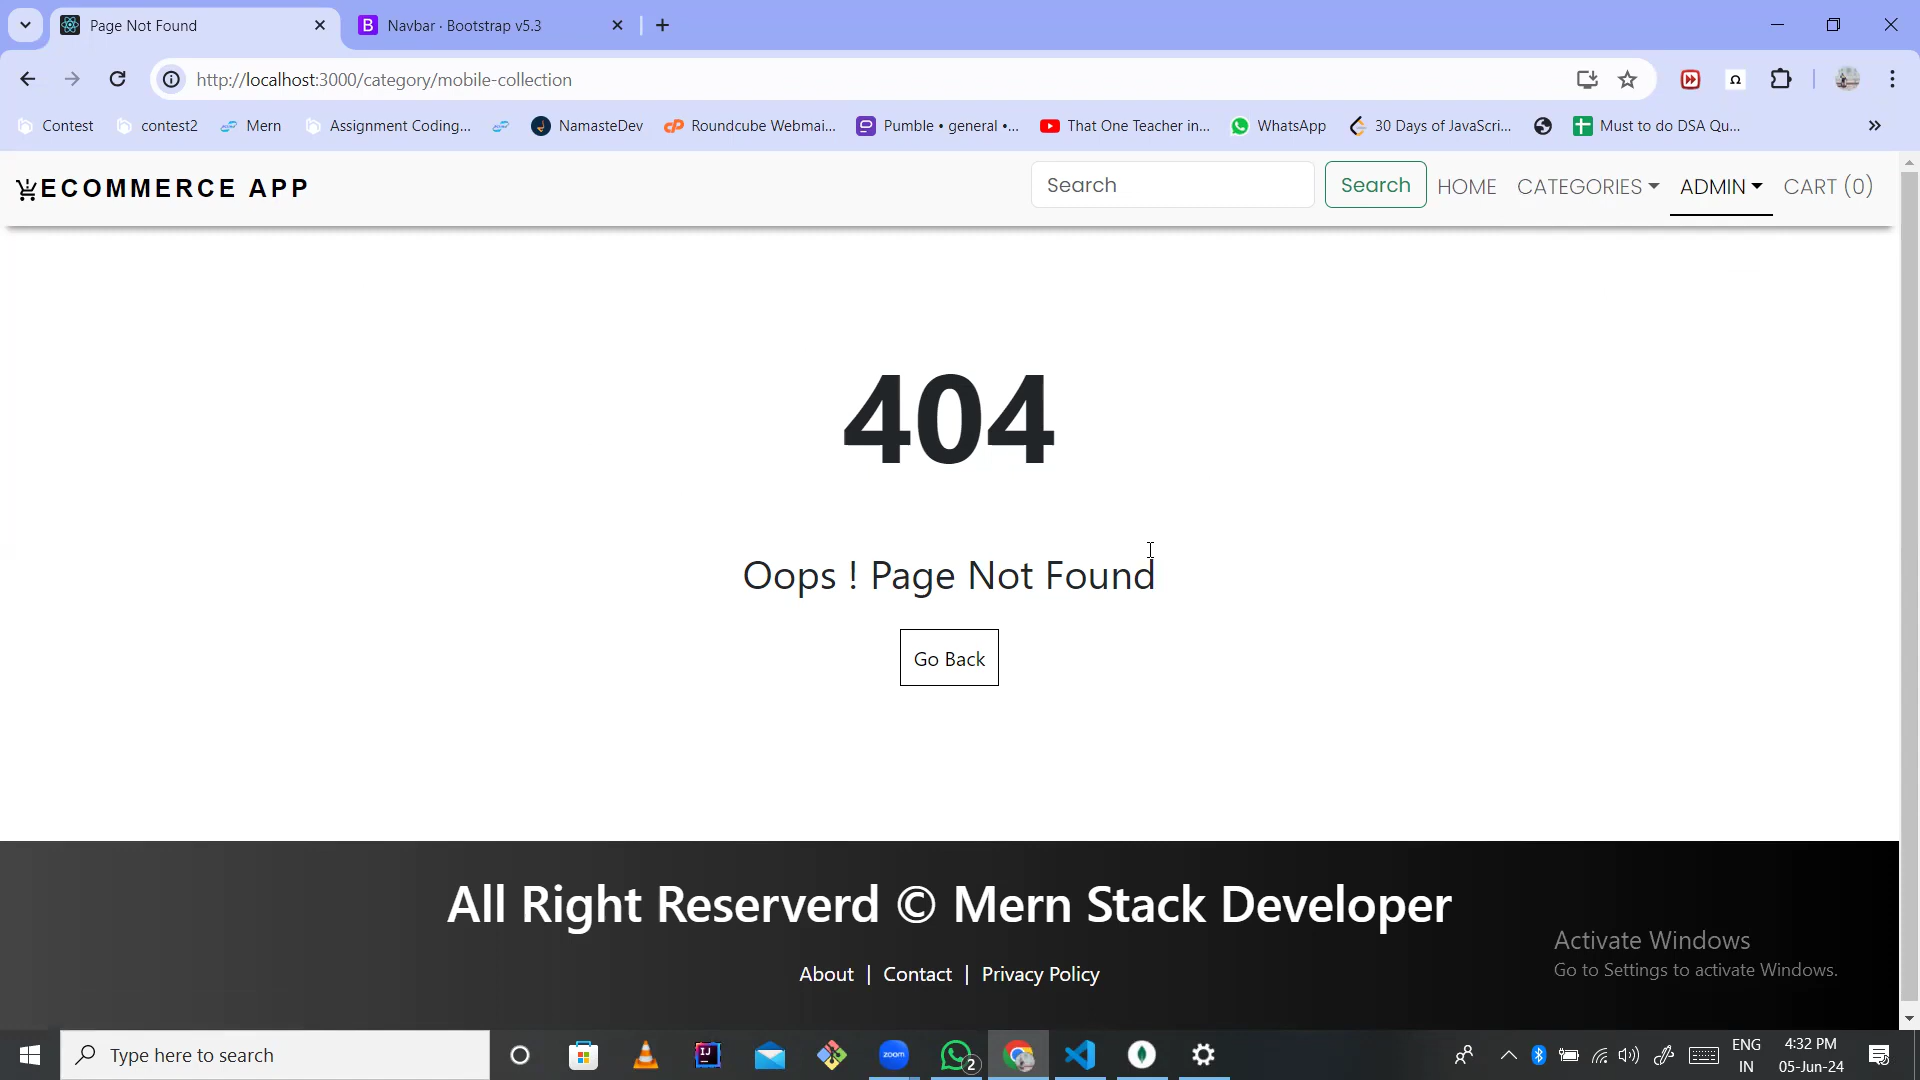 Page Not Found
Navbar · Bootstrap v5.3
http://localhost:3000/category/mobile-collection
Contest
contest2
Mern
Assignment Coding...
NamasteDev
Roundcube Webmai...
Pumble • general •...
That One Teacher in...
WhatsApp
30 Days of JavaScri...
Must to do DSA Qu...
ECOMMERCE APP
Search
Search
HOME
CATEGORIES
ADMIN
CART (0)
404
Oops ! Page Not Found
Go Back
All Right Reserverd © Mern Stack Developer
About | Contact | Privacy Policy
Activate Windows
Go to Settings to activate Windows.
Type here to search
zoom
2
ENG
IN
4:32 PM
05-Jun-24